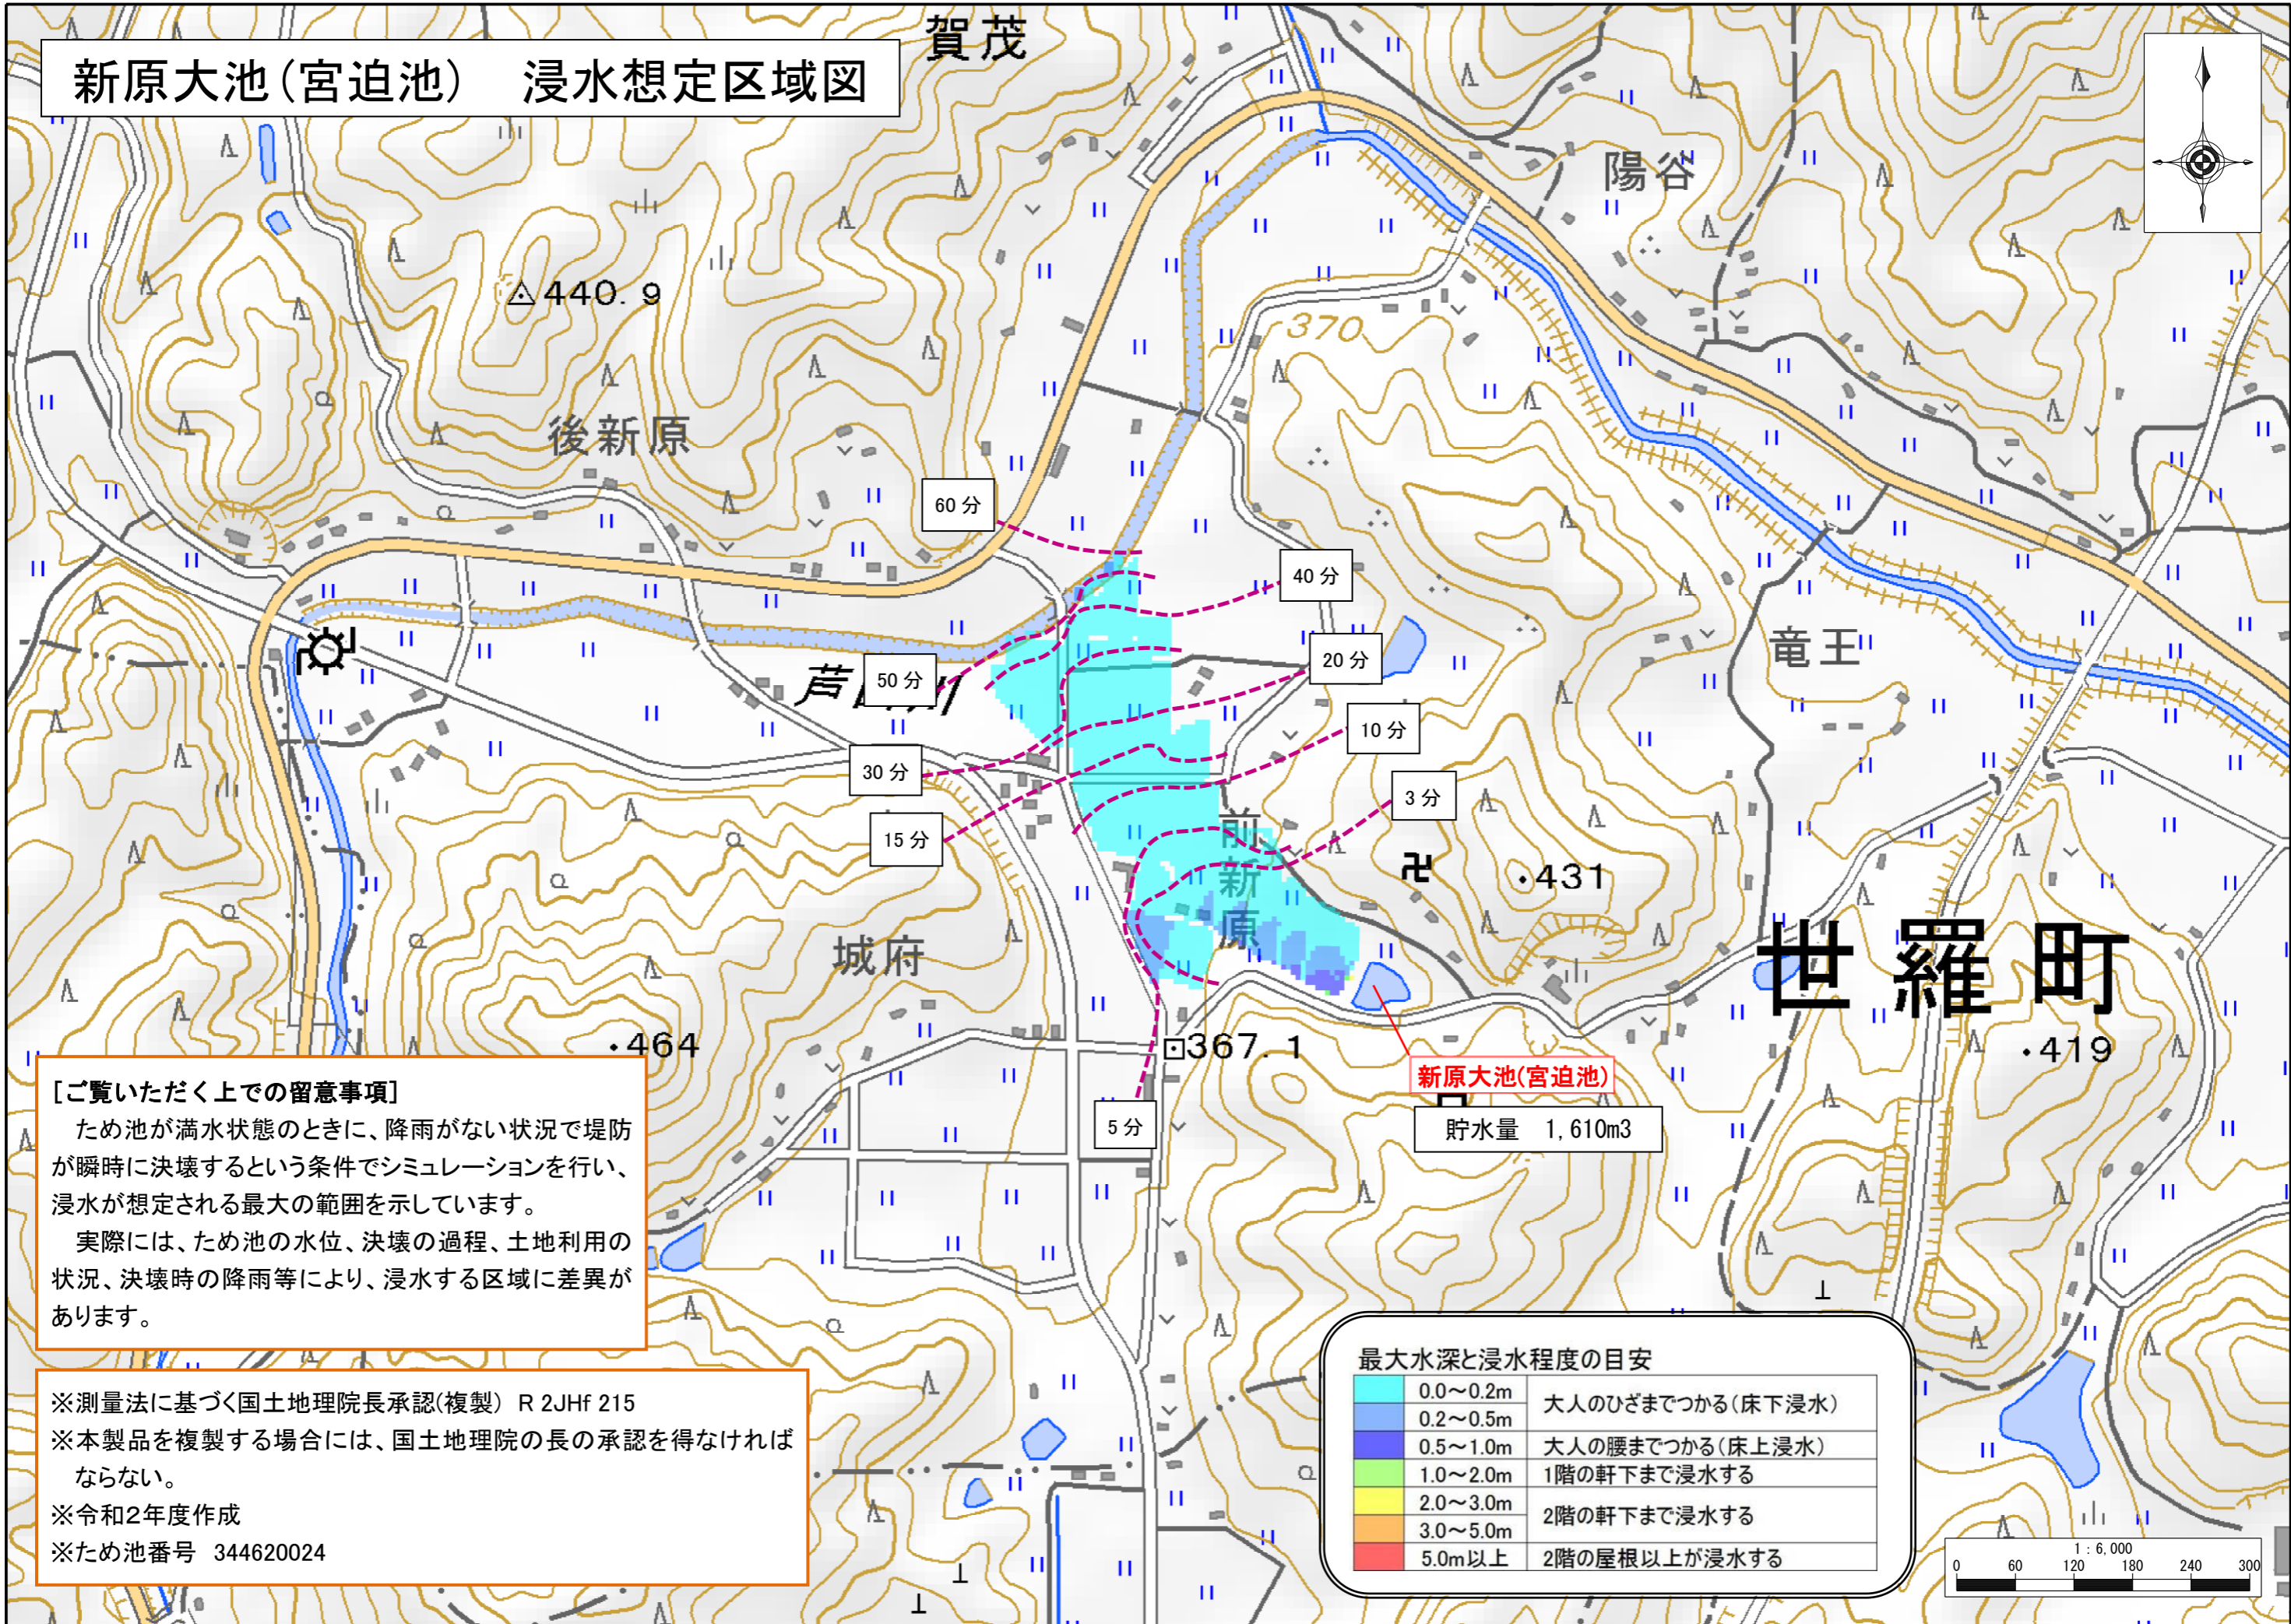 新原大池(宮迫池)　浸水想定区域図
賀茂
陽谷
440.9
370
後新原
60分
40分
竜王
20分
50分
10分
30分
3分
15分
前新原
431
城府
世羅町
464
367.1
419
新原大池(宮迫池)
貯水量　1,610m3
5分
[ご覧いただく上での留意事項]
　ため池が満水状態のときに、降雨がない状況で堤防
が瞬時に決壊するという条件でシミュレーションを行い、
浸水が想定される最大の範囲を示しています。
　実際には、ため池の水位、決壊の過程、土地利用の
状況、決壊時の降雨等により、浸水する区域に差異が
あります。
※測量法に基づく国土地理院長承認(複製) R 2JHf 215
※本製品を複製する場合には、国土地理院の長の承認を得なければ
ならない。
※令和2年度作成
※ため池番号 344620024
最大水深と浸水程度の目安
0.0～0.2m 大人のひざまでつかる(床下浸水)
0.2～0.5m
0.5～1.0m 大人の腰までつかる(床上浸水)
1.0～2.0m 1階の軒下まで浸水する
2.0～3.0m 2階の軒下まで浸水する
3.0～5.0m
5.0m以上 2階の屋根以上が浸水する
1：6,000
0 60 120 180 240 300